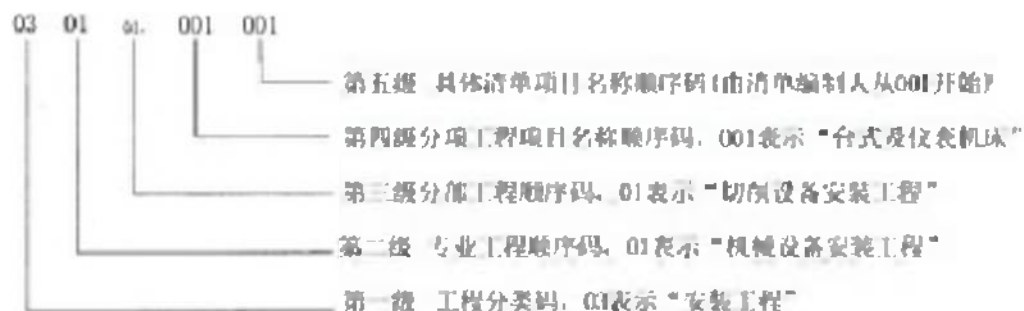 03 01 01. 001 001
第五级 具体清单项目名称顺序码(由清单编制人从001开始)
第四级分项工程项目名称顺序码,001表示“台式及仪表机床”
第三级分部工程顺序码,01表示“切削设备安装工程”
第二级 专业工程顺序码,01表示“机械设备安装工程”
第一级 工程分类码,03表示“安装工程”